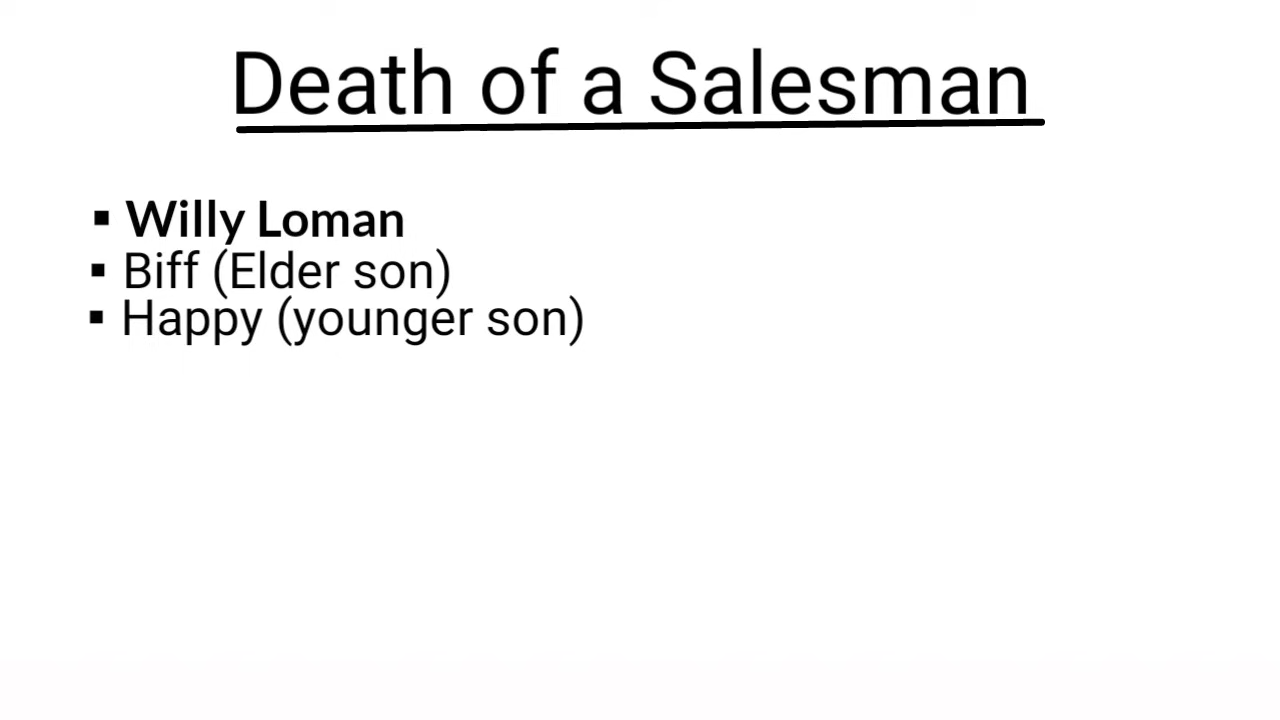 Death of a Salesman
▪ Willy Loman
▪ Biff (Elder son)
▪ Happy (younger son)